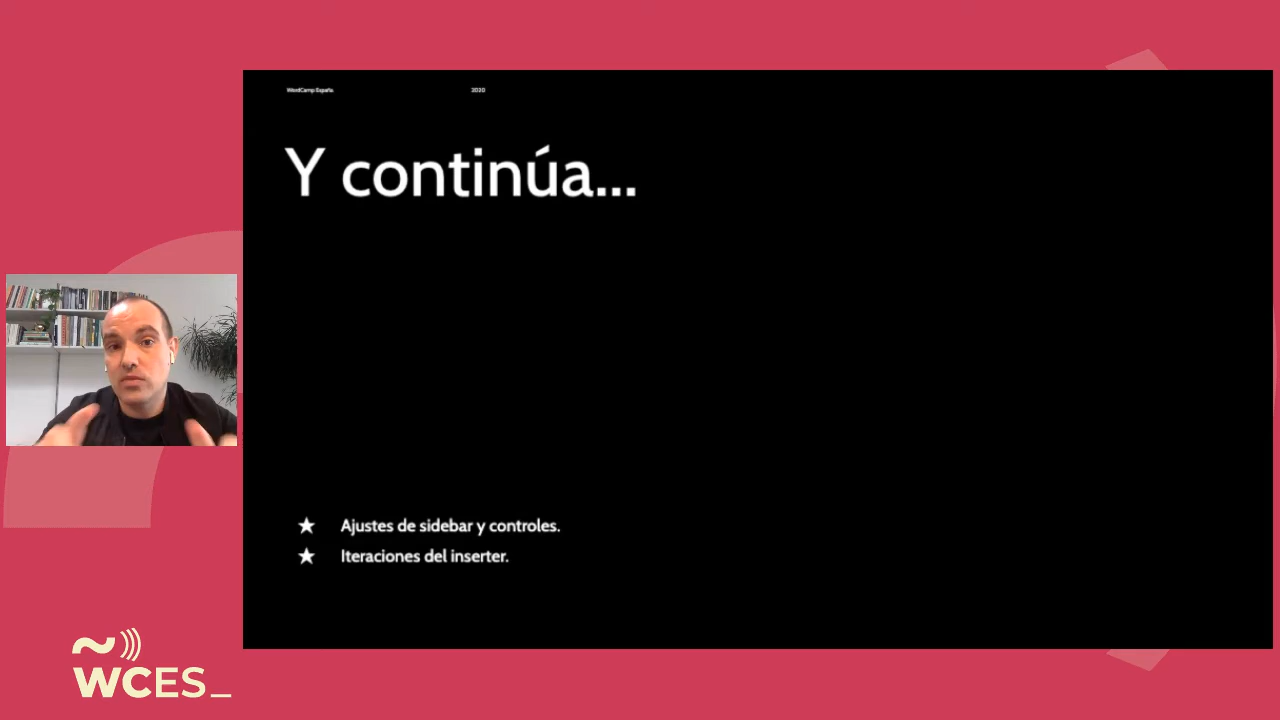 WordCamp España
2020
Y continúa...
Ajustes de sidebar y controles.
Iteraciones del inserter.
WCES_